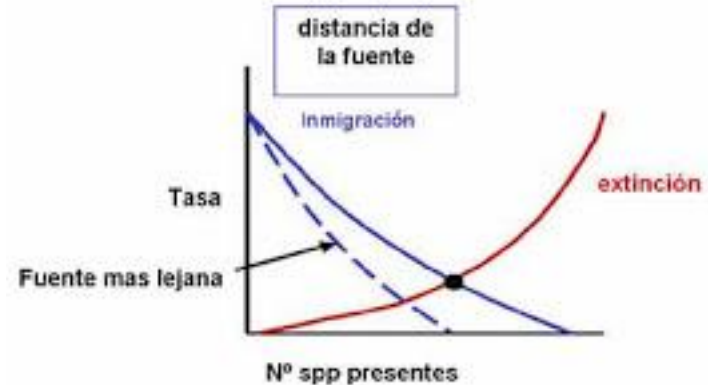 distancia de
la fuente
Inmigración
Tasa
extinción
Fuente mas lejana
Nº spp presentes